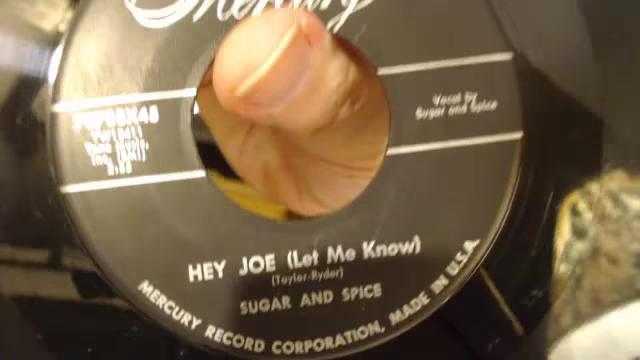 Mercury
Vocal by
Sugar and Spice
HEY JOE (Let Me Know)
(Taylor-Ryder)
SUGAR AND SPICE
MERCURY RECORD CORPORATION, MADE IN U.S.A.